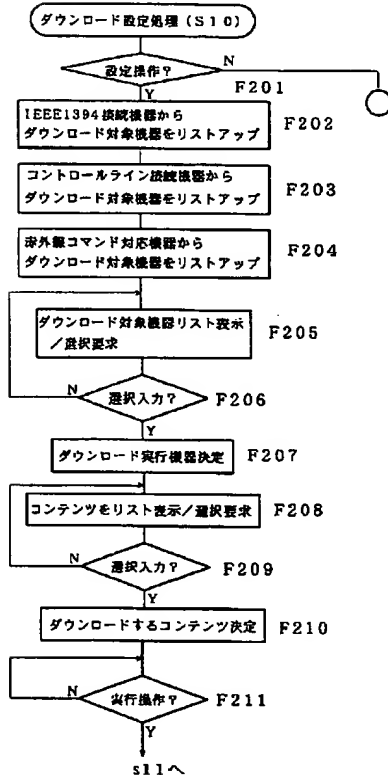 ダウンロード設定処理(S10)
設定操作?
N
F201
Y
IEEE1394接続機器から
ダウンロード対象機器をリストアップ
F202
コントロールライン接続機器から
ダウンロード対象機器をリストアップ
F203
赤外線コマンド対応機器から
ダウンロード対象機器をリストアップ
F204
ダウンロード対象機器リスト表示
/選択要求
F205
N
選択入力?
F206
Y
ダウンロード実行機器決定
F207
コンテンツをリスト表示/選択要求
F208
N
選択入力?
F209
Y
ダウンロードするコンテンツ決定
F210
N
実行操作?
F211
Y
s11へ